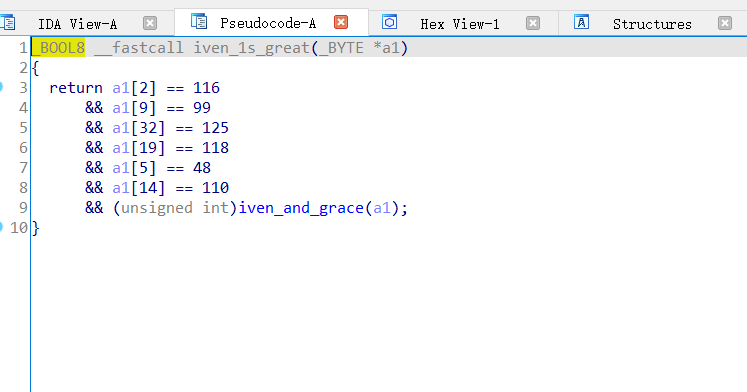 IDA View-A Pseudocode-A Hex View-1 Structures
1 _BOOL8 __fastcall iven_1s_great(_BYTE *a1)
2 {
3 return a1[2] == 116
4 && a1[9] == 99
5 && a1[32] == 125
6 && a1[19] == 118
7 && a1[5] == 48
8 && a1[14] == 110
9 && (unsigned int)iven_and_grace(a1);
10 }